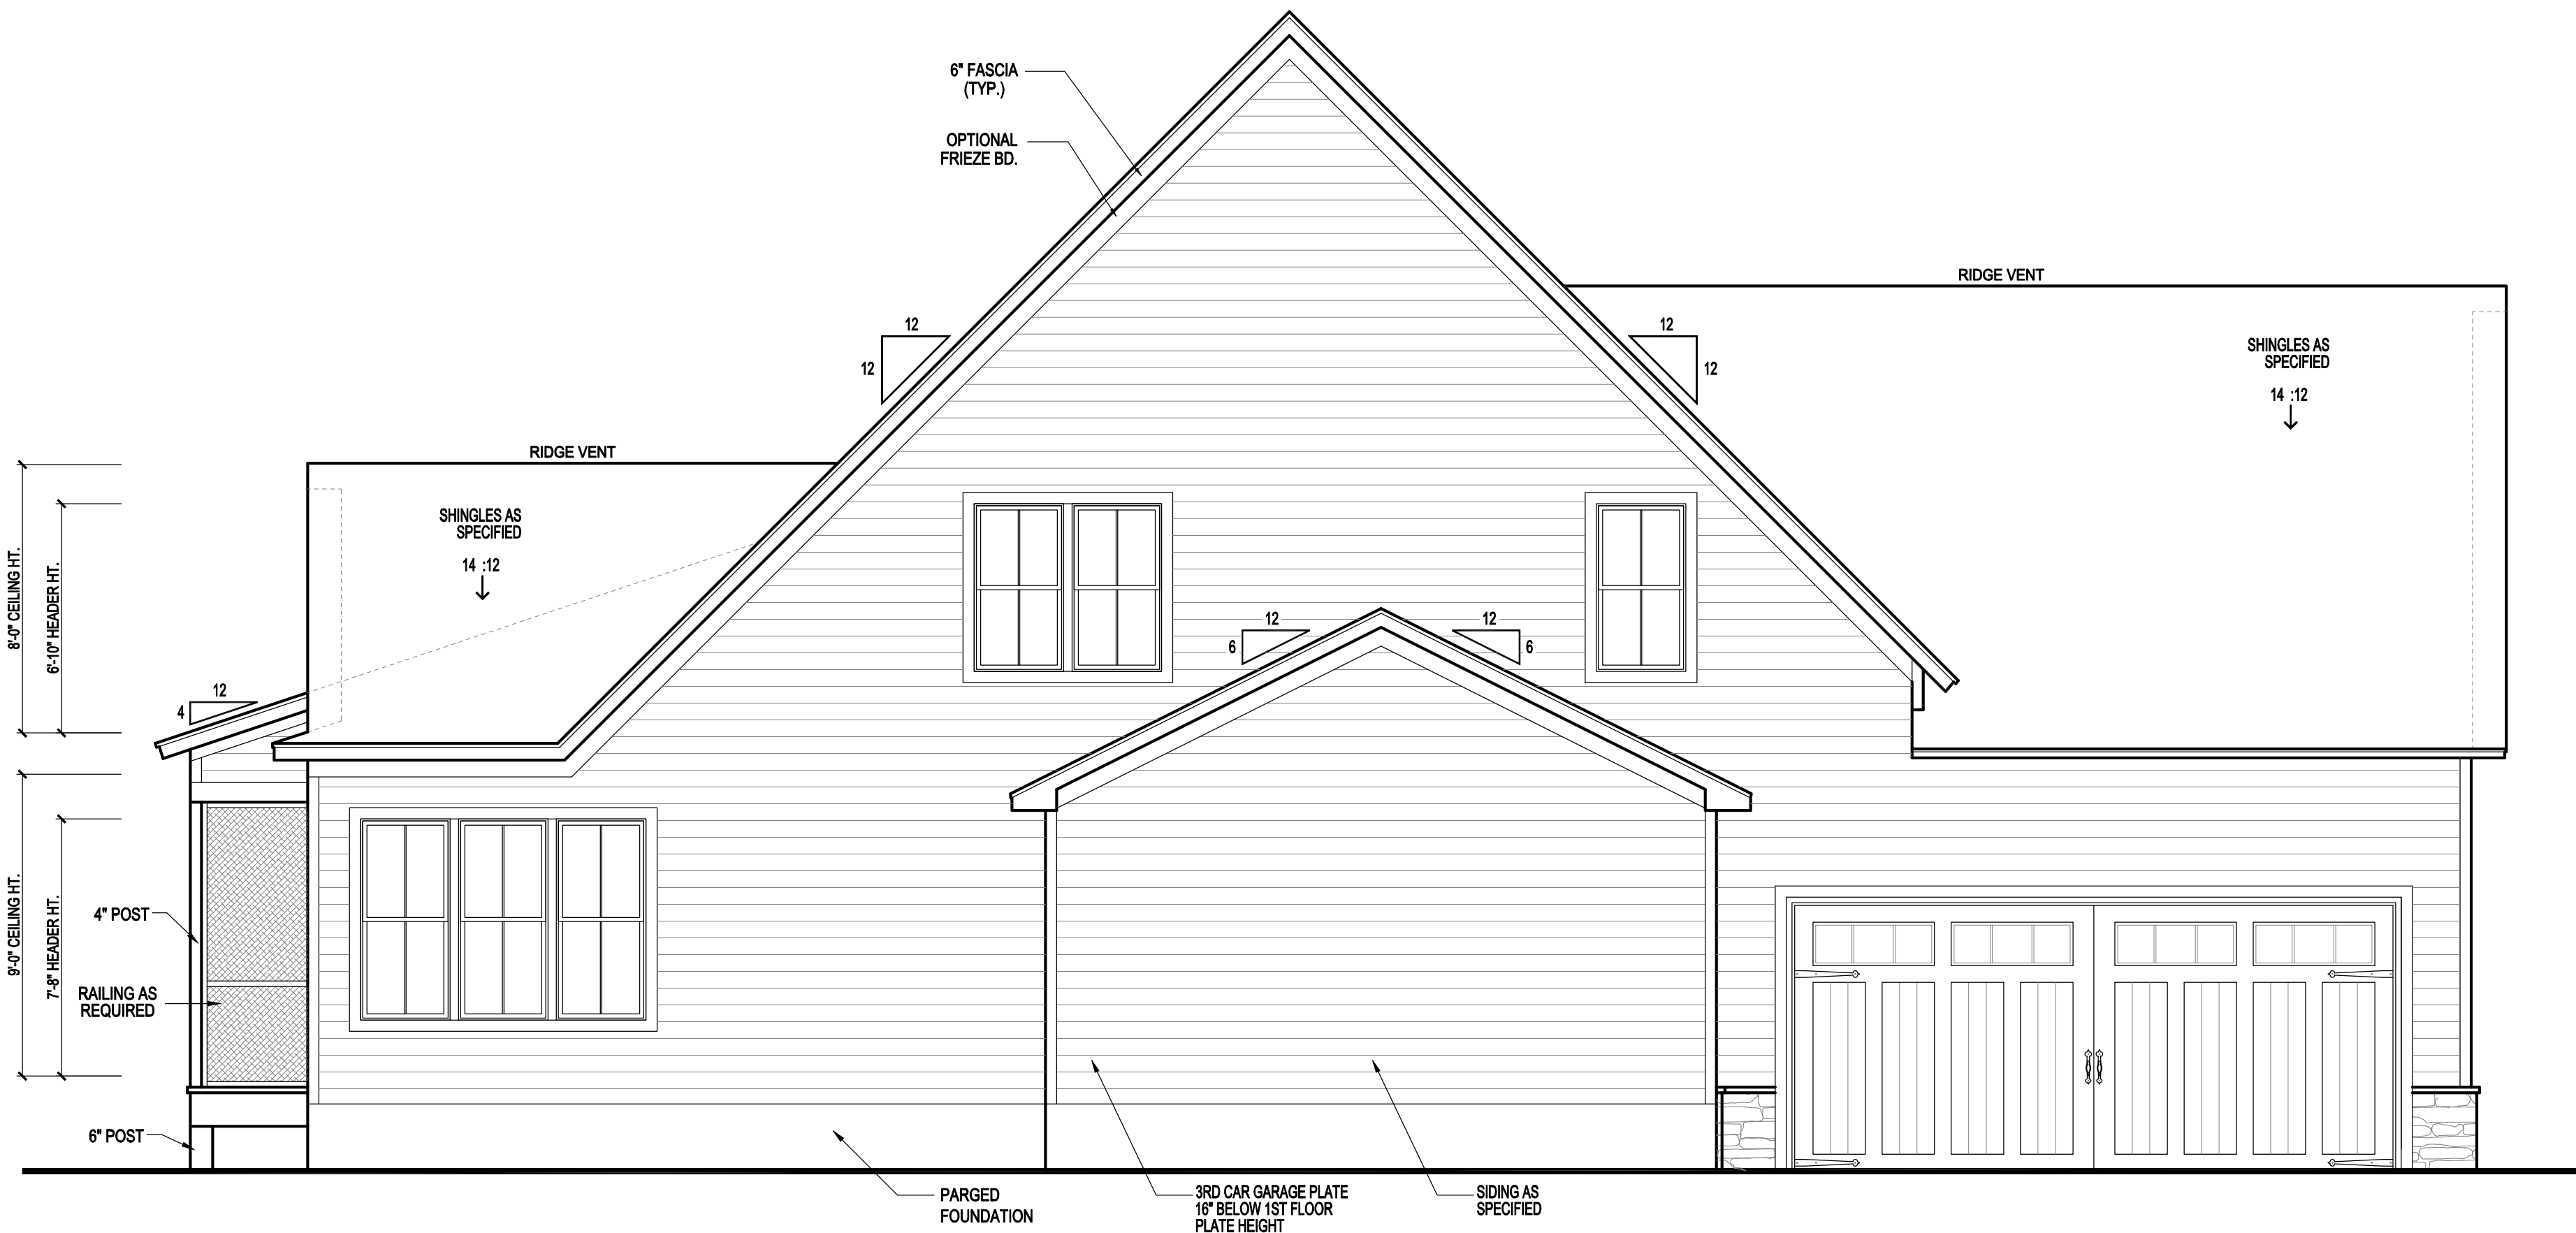 6" FASCIA
(TYP.)
OPTIONAL
FRIEZE BD.
RIDGE VENT
12
12
12
12
SHINGLES AS
SPECIFIED
14 :12
RIDGE VENT
SHINGLES AS
SPECIFIED
14 :12
8'-0" CEILING HT.
6'-10" HEADER HT.
12
6
12
6
12
4
9'-0" CEILING HT.
7'-8" HEADER HT.
4" POST
RAILING AS
REQUIRED
6" POST
PARGED
FOUNDATION
3RD CAR GARAGE PLATE
16" BELOW 1ST FLOOR
PLATE HEIGHT
SIDING AS
SPECIFIED